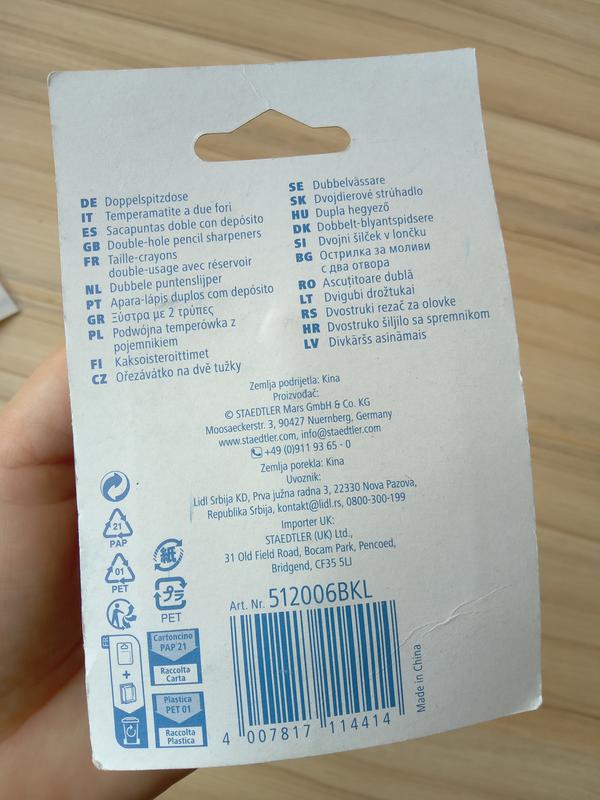 DE Doppelspitzdose
IT Temperamatite a due fori
ES Sacapuntas doble con depósito
GB Double-hole pencil sharpeners
FR Taille-crayons
double-usage avec réservoir
NL Dubbele puntenslijper
PT Apara-lápis duplos com depósito
GR Ξύστρα με 2 τρύπες
PL Podwójna temperówka z
pojemnikiem
FI Kaksoisteroittimet
CZ Ořezávátko na dvě tužky
SE Dubbelvässare
SK Dvojdierové strúhadlo
HU Dupla hegyező
DK Dobbelt-blyantspidsere
SI Dvojni šilček v lončku
BG Острилка за моливи
с два отвора
RO Ascuțitoare dublă
LT Dvigubi drožtukai
RS Dvostruki rezač za olovke
HR Dvostruko šiljilo sa spremnikom
LV Divkāršs asināmais
Zemlja podrijetla: Kina
Proizvođač:
© STAEDTLER Mars GmbH & Co. KG
Moosaeckerstr. 3, 90427 Nuernberg, Germany
www.staedtler.com, info@staedtler.com
+49 (0)911 93 65 - 0
Zemlja porekla: Kina
Uvoznik:
Lidl Srbija KD, Prva južna radna 3, 22330 Nova Pazova,
Republika Srbija, kontakt@lidl.rs, 0800-300-199
Importer UK:
STAEDTLER (UK) Ltd.,
31 Old Field Road, Bocam Park, Pencoed,
Bridgend, CF35 5LJ
21
PAP
01
PET
紙
プラ
PET
FR
+
Cartoncino
PAP 21
Raccolta
Carta
Plastica
PET 01
Raccolta
Plastica
Art. Nr. 512006BKL
4 007817 114414
Made in China